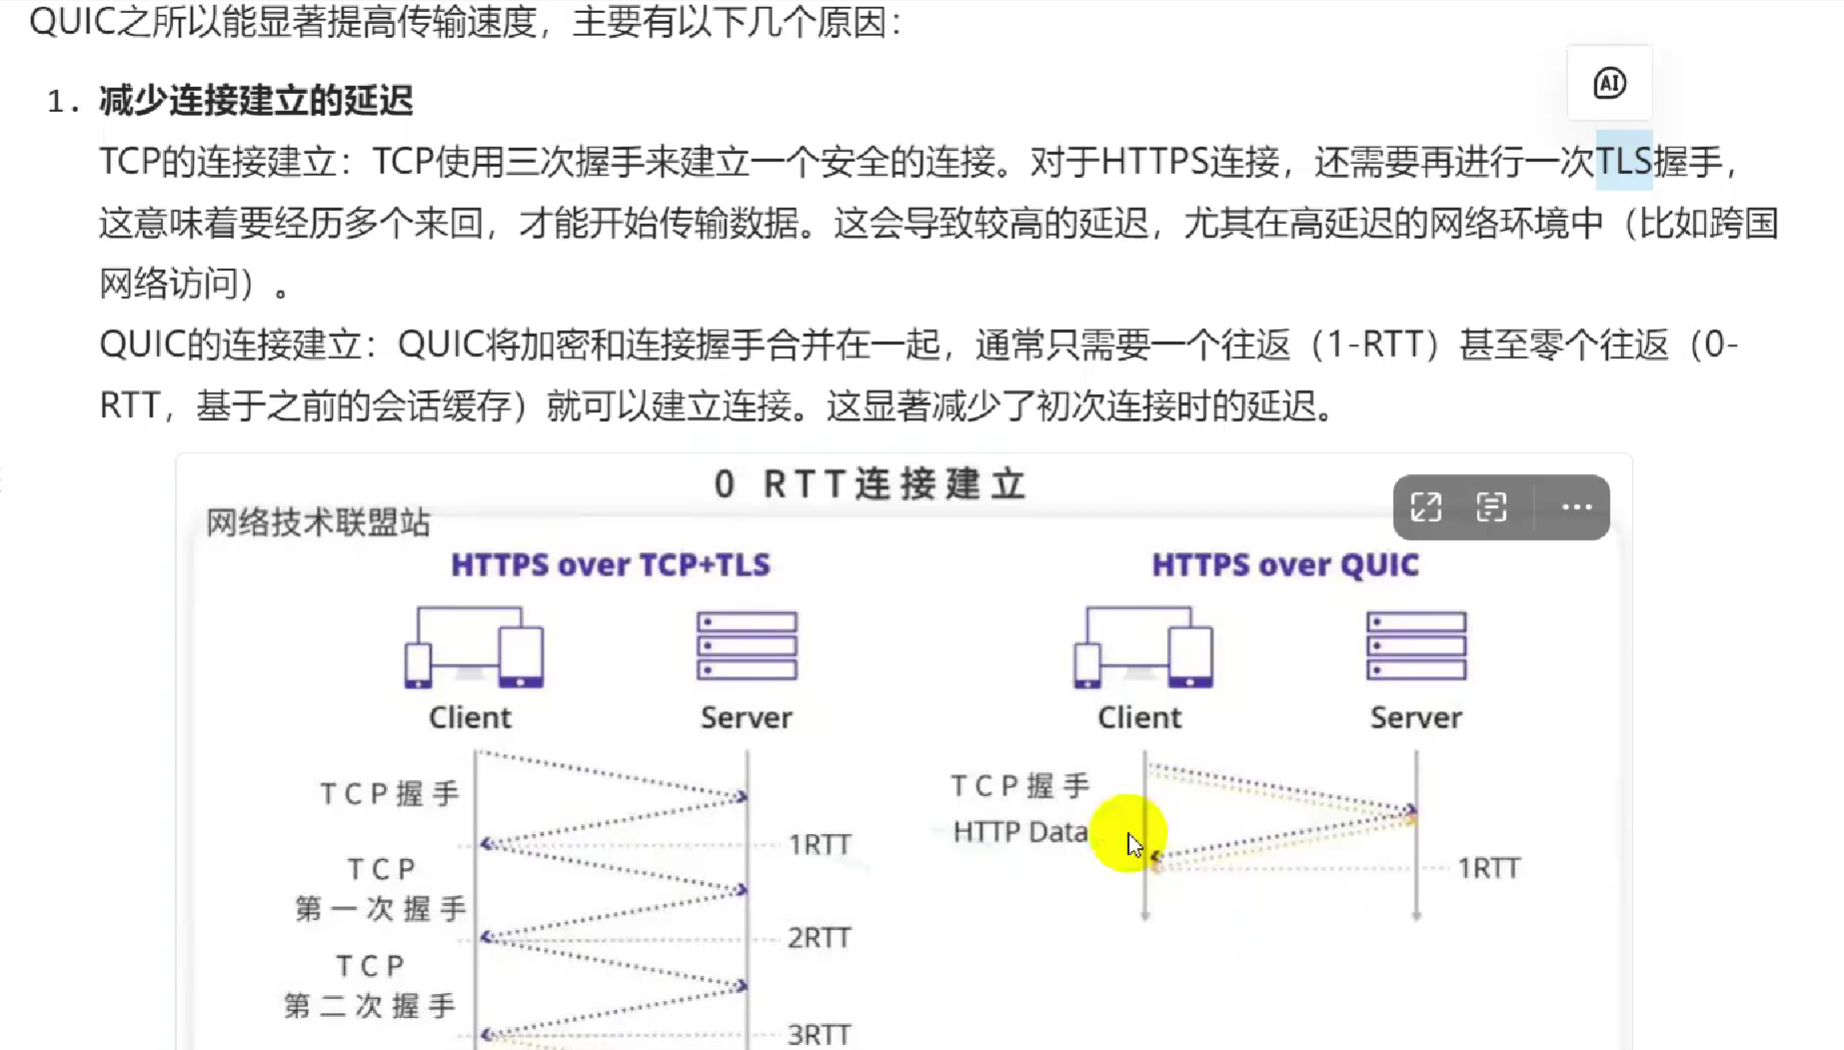 QUIC之所以能显著提高传输速度，主要有以下几个原因：
1. 减少连接建立的延迟
TCP的连接建立：TCP使用三次握手来建立一个安全的连接。对于HTTPS连接，还需要再进行一次TLS握手，
这意味着要经历多个来回，才能开始传输数据。这会导致较高的延迟，尤其在高延迟的网络环境中（比如跨国
网络访问）。
QUIC的连接建立：QUIC将加密和连接握手合并在一起，通常只需要一个往返（1-RTT）甚至零个往返（0-
RTT，基于之前的会话缓存）就可以建立连接。这显著减少了初次连接时的延迟。
AI
0 RTT连接建立
网络技术联盟站
HTTPS over TCP+TLS
Client
Server
TCP握手
1RTT
TCP
第一次握手
2RTT
TCP
第二次握手
3RTT
HTTPS over QUIC
Client
Server
TCP握手
HTTP Data
1RTT